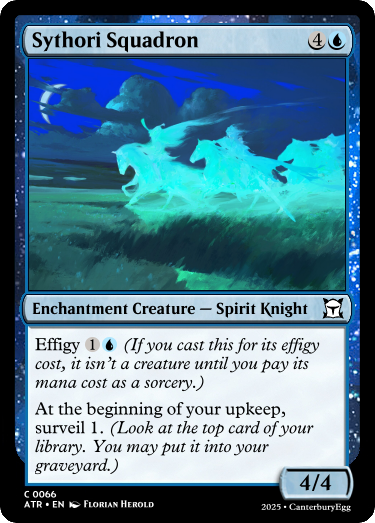 Sythori Squadron 4
Enchantment Creature — Spirit Knight
Effigy 1 (If you cast this for its effigy
cost, it isn't a creature until you pay its
mana cost as a sorcery.)
At the beginning of your upkeep,
surveil 1. (Look at the top card of your
library. You may put it into your
graveyard.)
4/4
C 0066
ATR • EN Florian Herold
2025 • CanterburyEgg